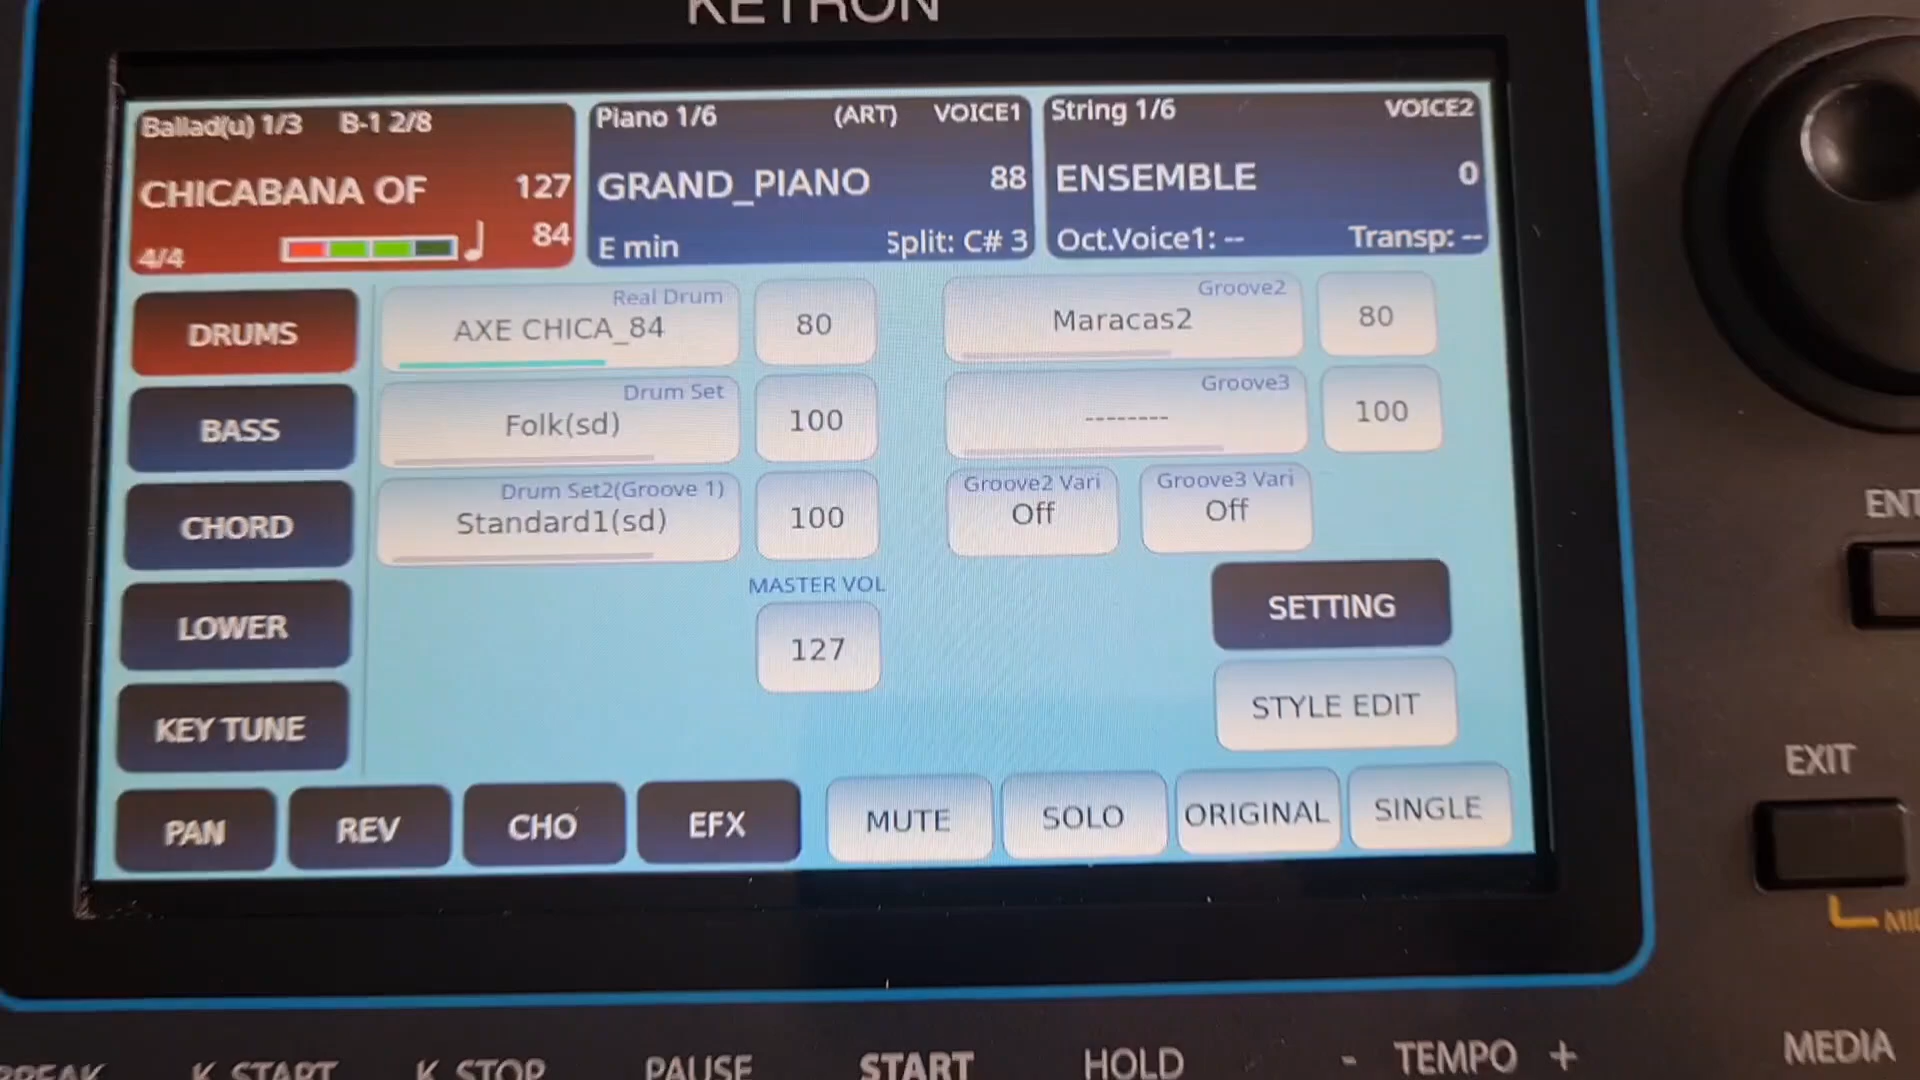 KETRON
Ballad(u) 1/3 B-1 2/8
CHICABANA OF 127
4/4 84
Piano 1/6 (ART) VOICE1
GRAND_PIANO 88
E min Split: C# 3
String 1/6 VOICE2
ENSEMBLE 0
Oct.Voice1: -- Transp: --
DRUMS
BASS
CHORD
LOWER
KEY TUNE
Real Drum
AXE CHICA_84 80
Drum Set
Folk(sd) 100
Drum Set2(Groove 1)
Standard1(sd) 100
MASTER VOL
127
Groove2
Maracas2 80
Groove3
-------- 100
Groove2 Vari
Off
Groove3 Vari
Off
SETTING
STYLE EDIT
PAN REV CHO EFX MUTE SOLO ORIGINAL SINGLE
ENT
EXIT
MIC
BREAK K START K STOP PAUSE START HOLD - TEMPO + MEDIA